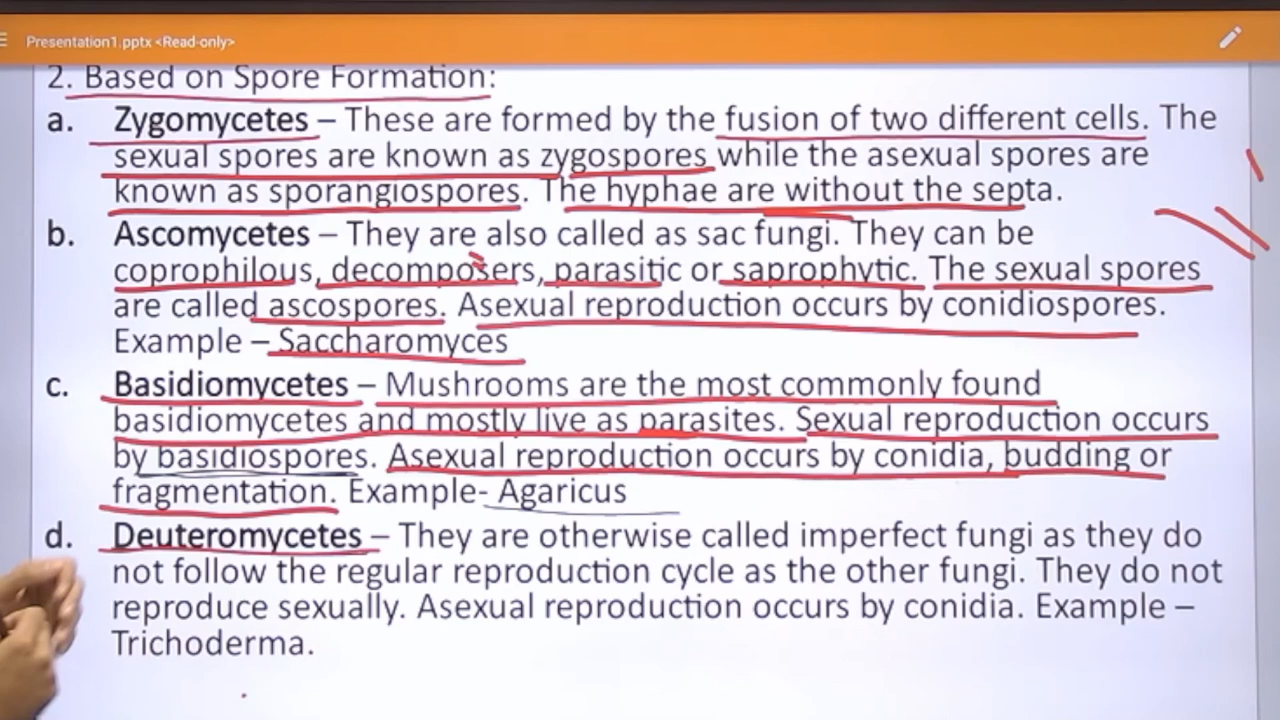 Presentation1.pptx <Read-only>
2. Based on Spore Formation:
a. Zygomycetes – These are formed by the fusion of two different cells. The
sexual spores are known as zygospores while the asexual spores are
known as sporangiospores. The hyphae are without the septa.
b. Ascomycetes – They are also called as sac fungi. They can be
coprophilous, decomposers, parasitic or saprophytic. The sexual spores
are called ascospores. Asexual reproduction occurs by conidiospores.
Example – Saccharomyces
c. Basidiomycetes – Mushrooms are the most commonly found
basidiomycetes and mostly live as parasites. Sexual reproduction occurs
by basidiospores. Asexual reproduction occurs by conidia, budding or
fragmentation. Example- Agaricus
d. Deuteromycetes – They are otherwise called imperfect fungi as they do
not follow the regular reproduction cycle as the other fungi. They do not
reproduce sexually. Asexual reproduction occurs by conidia. Example –
Trichoderma.